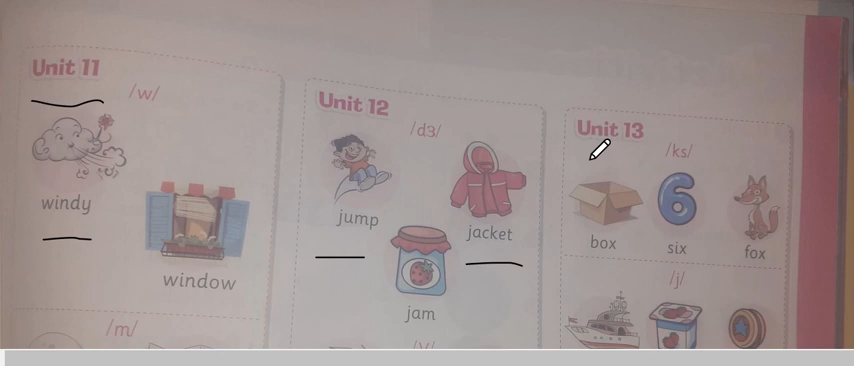 Unit 11
/w/
windy
window
/m/
Unit 12
/dʒ/
jump
jacket
jam
Unit 13
/ks/
box
six
fox
/j/